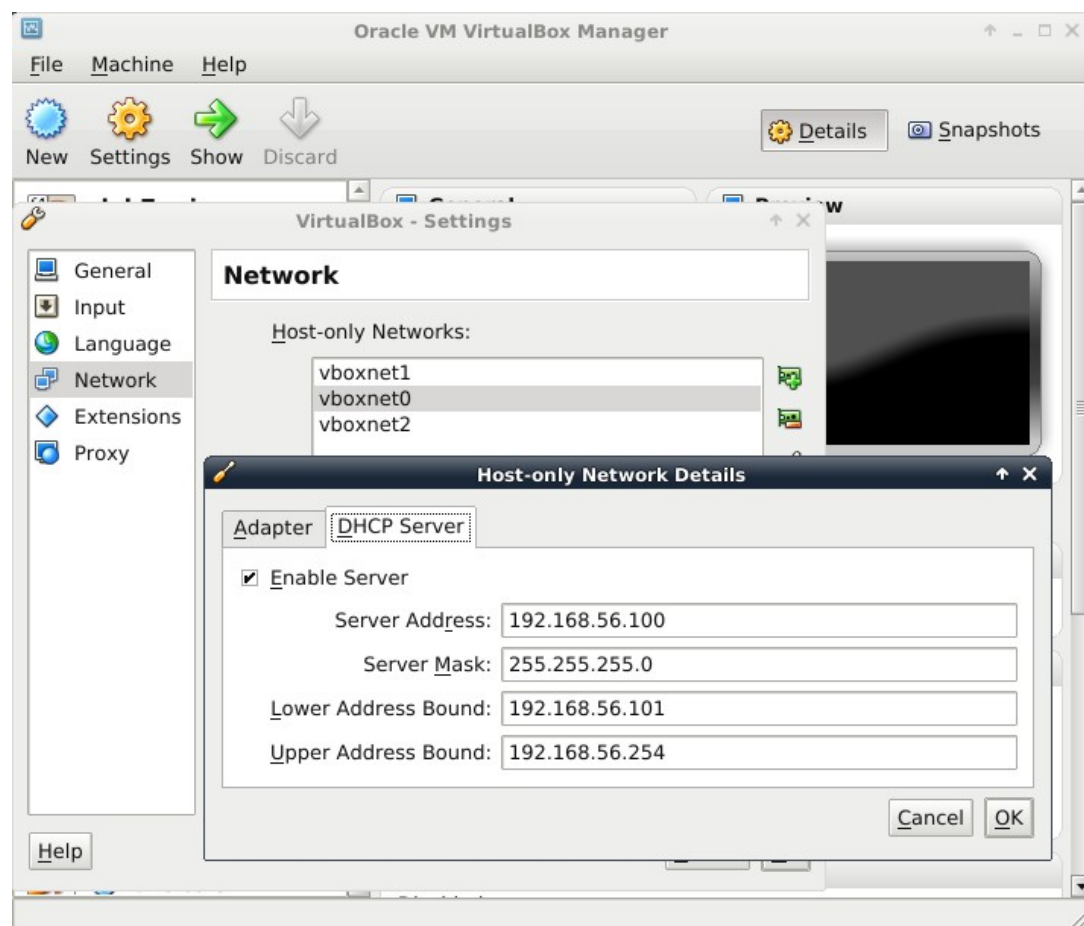 Oracle VM VirtualBox Manager
File Machine Help
New Settings Show Discard
Details Snapshots
VirtualBox - Settings
General
Input
Language
Network
Extensions
Proxy
Network
Host-only Networks:
vboxnet1
vboxnet0
vboxnet2
Host-only Network Details
Adapter DHCP Server
Enable Server
Server Address: 192.168.56.100
Server Mask: 255.255.255.0
Lower Address Bound: 192.168.56.101
Upper Address Bound: 192.168.56.254
Cancel OK
Help